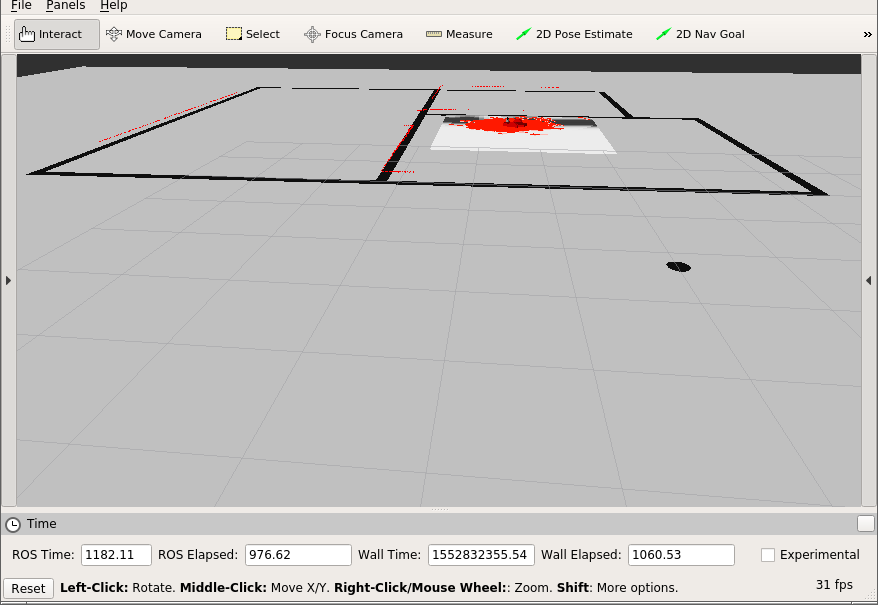 File Panels Help
Interact Move Camera Select Focus Camera Measure 2D Pose Estimate 2D Nav Goal »
Time
ROS Time: 1182.11 ROS Elapsed: 976.62 Wall Time: 1552832355.54 Wall Elapsed: 1060.53 Experimental
Reset Left-Click: Rotate. Middle-Click: Move X/Y. Right-Click/Mouse Wheel:: Zoom. Shift: More options. 31 fps